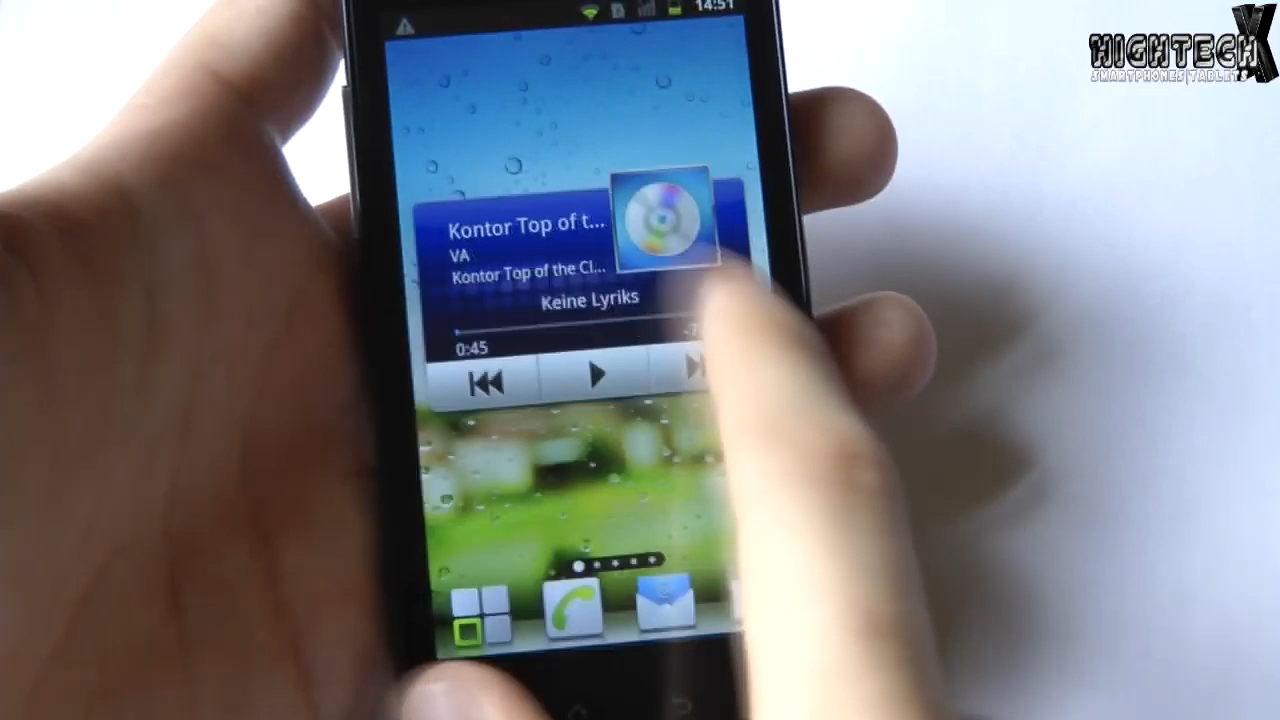 14:51
HIGHTECH X
SMARTPHONES|TABLETS
Kontor Top of t...
VA
Kontor Top of the Cl...
Keine Lyriks
0:45